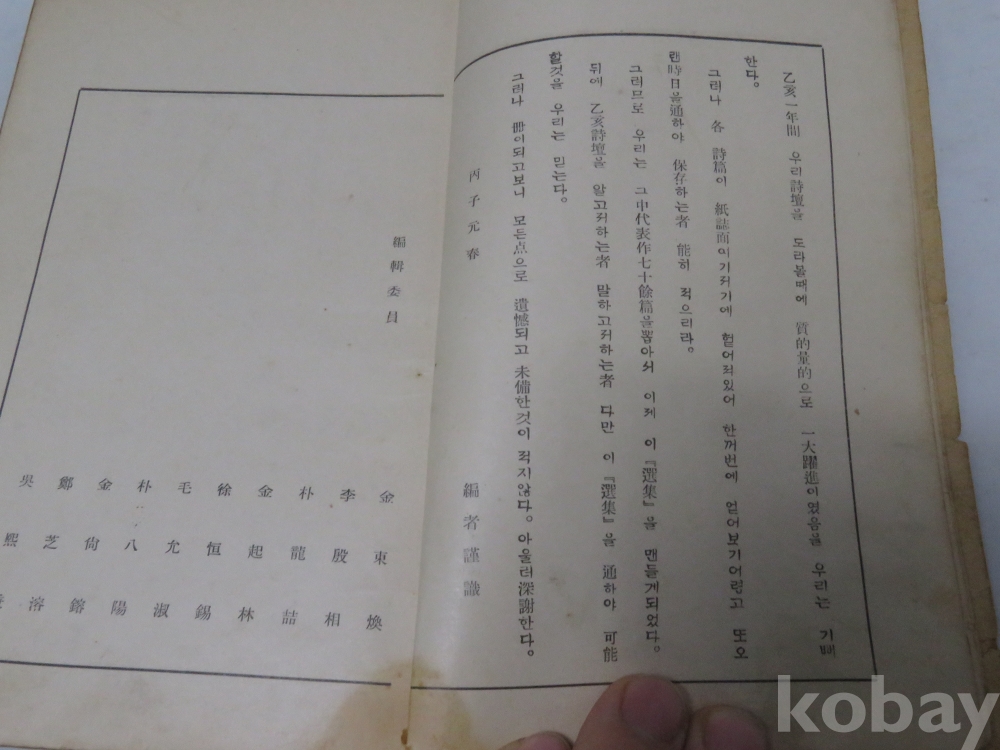 乙亥一年間 우리詩壇을 도라볼때에 質的量的으로 一大躍進이였음을 우리는 기뻐
한다。
그러나 各 詩篇이 紙誌面여기저기에 헡어저있어 한꺼번에 얻어보기어렵고 또오
랜時日을通하야 保存하는者 能히 적으리라。
그러므로 우리는 그中代表作七十餘篇을뽑아서 이제 이『選集』을 맨들게되었다。
뒤에 乙亥詩壇을 알고저하는者 말하고저하는者 다만 이『選集』을 通하야 可能
할것을 우리는 믿는다。
그러나 冊이되고보니 모든点으로 遺憾되고 未備한것이 적지않다。아울러深謝한다。
丙子元春
編者謹識
編輯委員
金東煥
李殷相
朴龍喆
金起林
徐恒錫
毛允淑
朴八陽
金尙鎔
鄭芝溶
吳熙
kobay